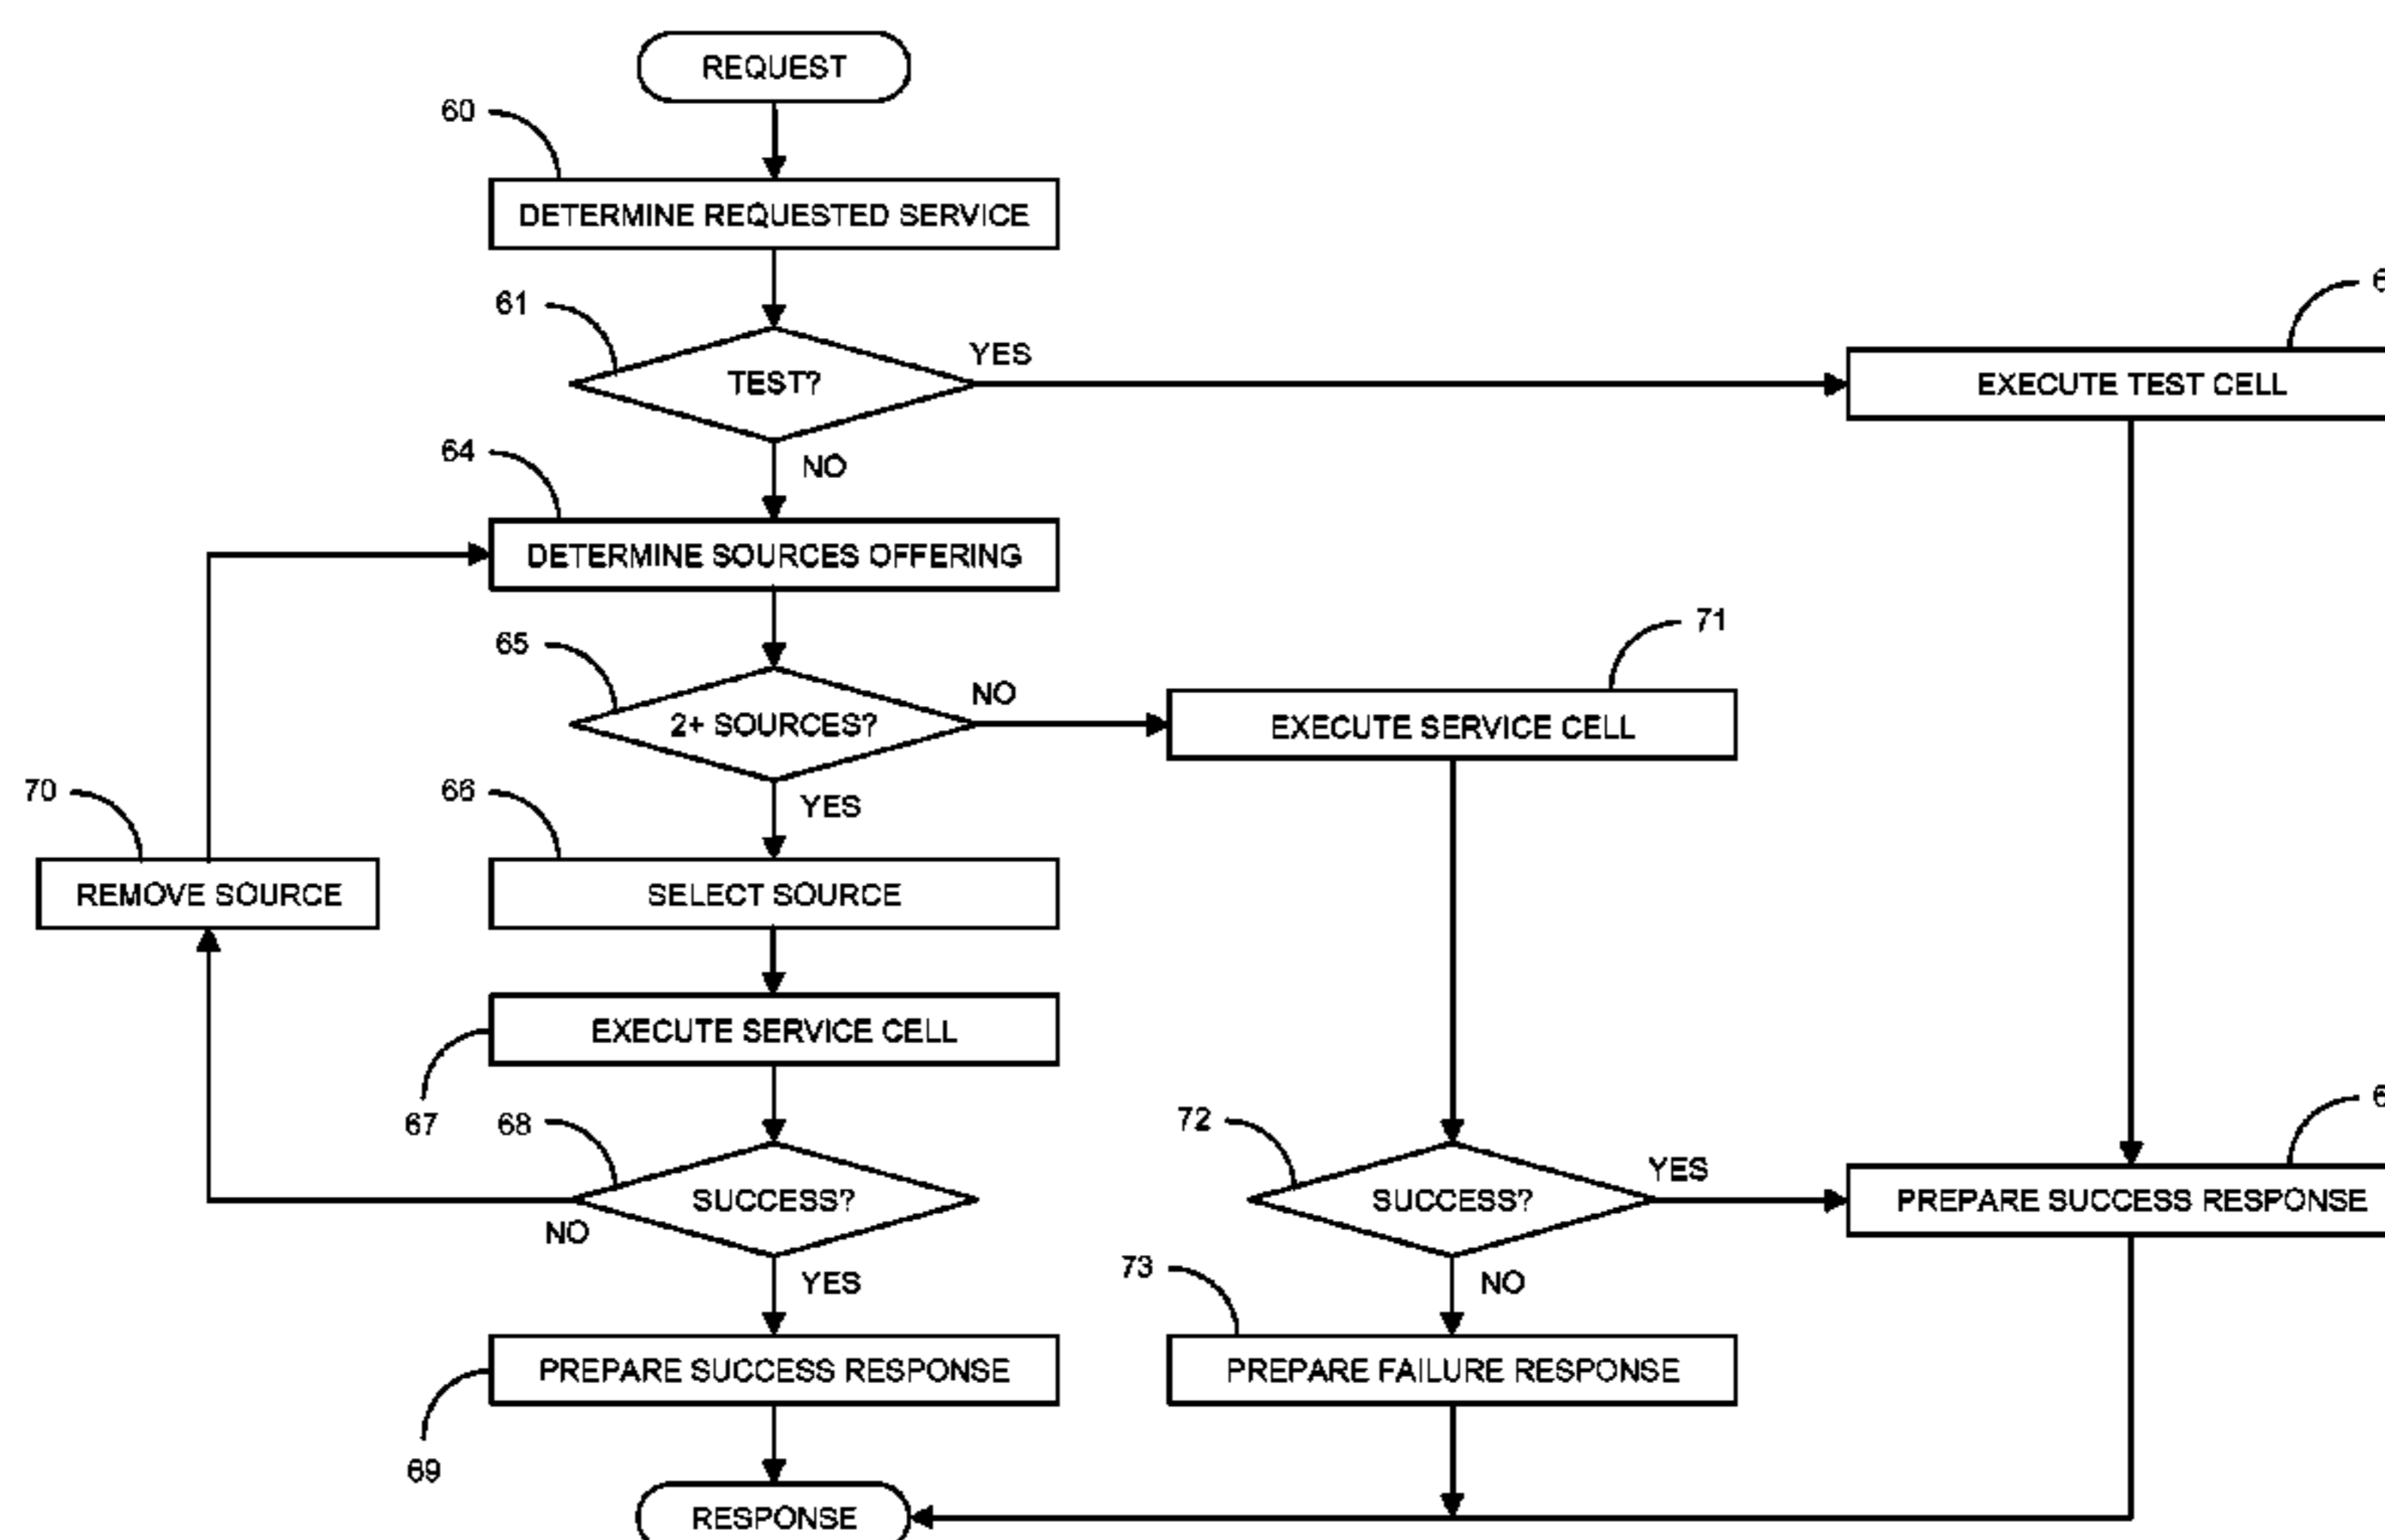 REQUEST
60
DETERMINE REQUESTED SERVICE
61
TEST?
YES
EXECUTE TEST CELL
NO
64
DETERMINE SOURCES OFFERING
65
2+ SOURCES?
NO
71
EXECUTE SERVICE CELL
YES
70
REMOVE SOURCE
66
SELECT SOURCE
EXECUTE SERVICE CELL
67
68
SUCCESS?
NO
YES
72
SUCCESS?
YES
PREPARE SUCCESS RESPONSE
NO
73
PREPARE SUCCESS RESPONSE
69
PREPARE FAILURE RESPONSE
RESPONSE